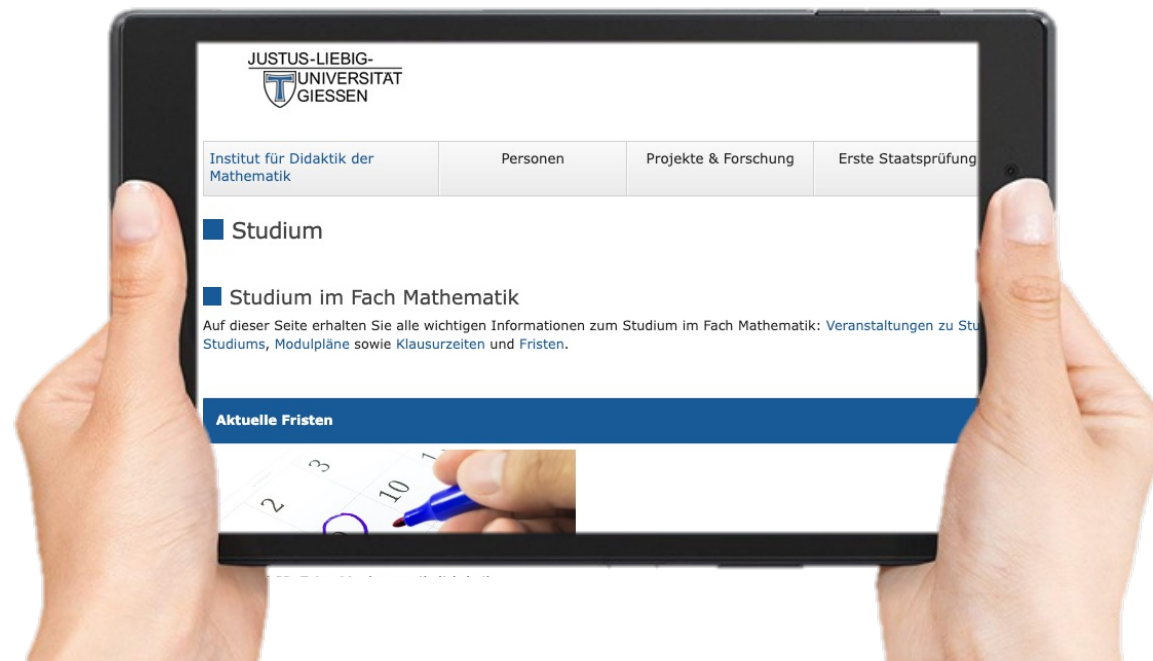 JUSTUS-LIEBIG-
UNIVERSITÄT
GIESSEN
Institut für Didaktik der
Mathematik
Personen
Projekte & Forschung
Erste Staatsprüfung
Studium
Studium im Fach Mathematik
Auf dieser Seite erhalten Sie alle wichtigen Informationen zum Studium im Fach Mathematik: Veranstaltungen zu Stu
Studiums, Modulpläne sowie Klausurzeiten und Fristen.
Aktuelle Fristen
3
2
10